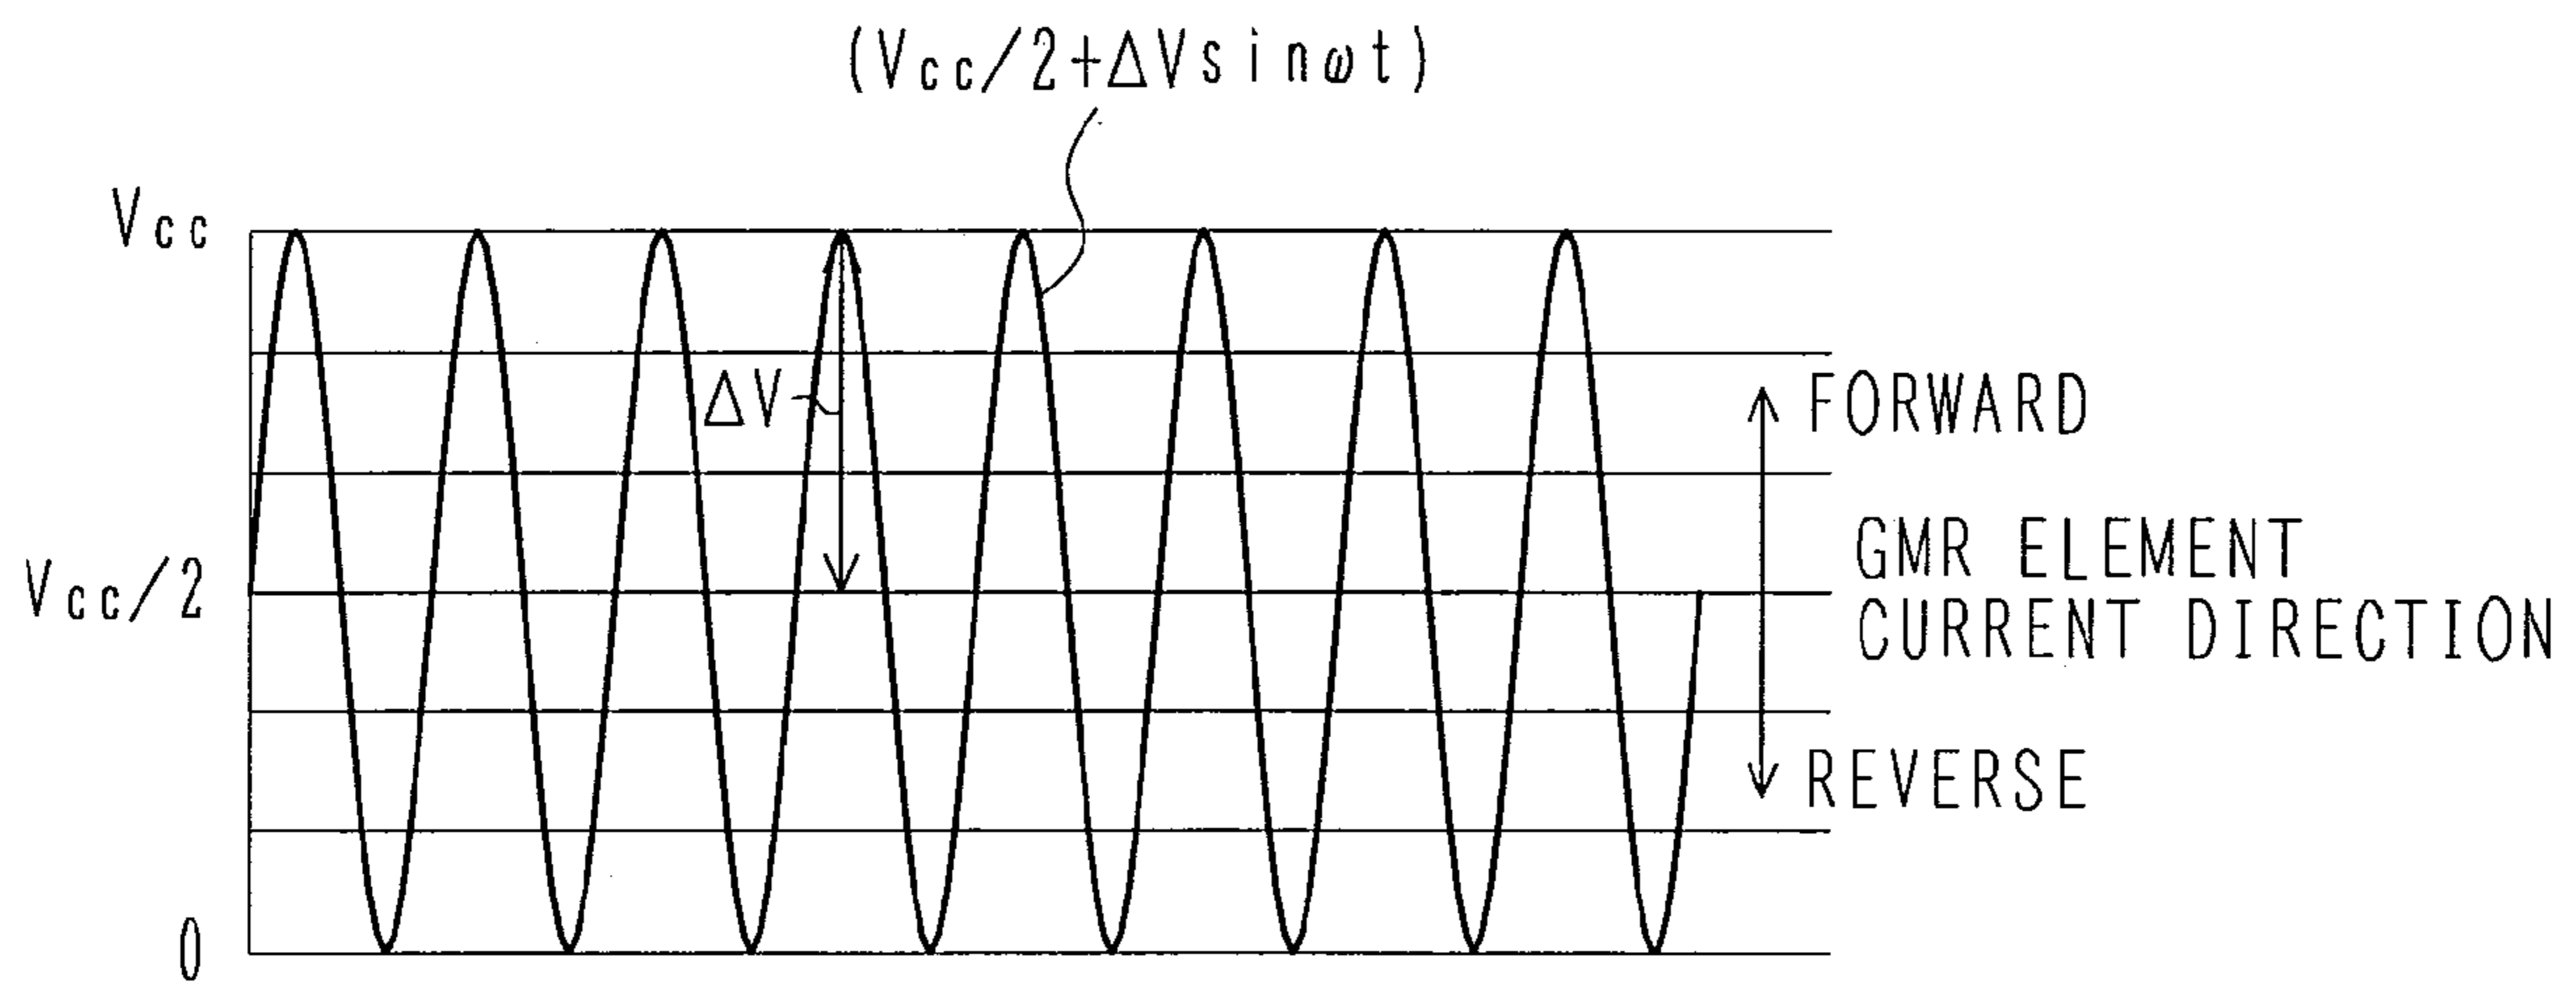 (Vcc/2+ΔVsinωt)
Vcc
ΔV
FORWARD
Vcc/2
GMR ELEMENT
CURRENT DIRECTION
REVERSE
0